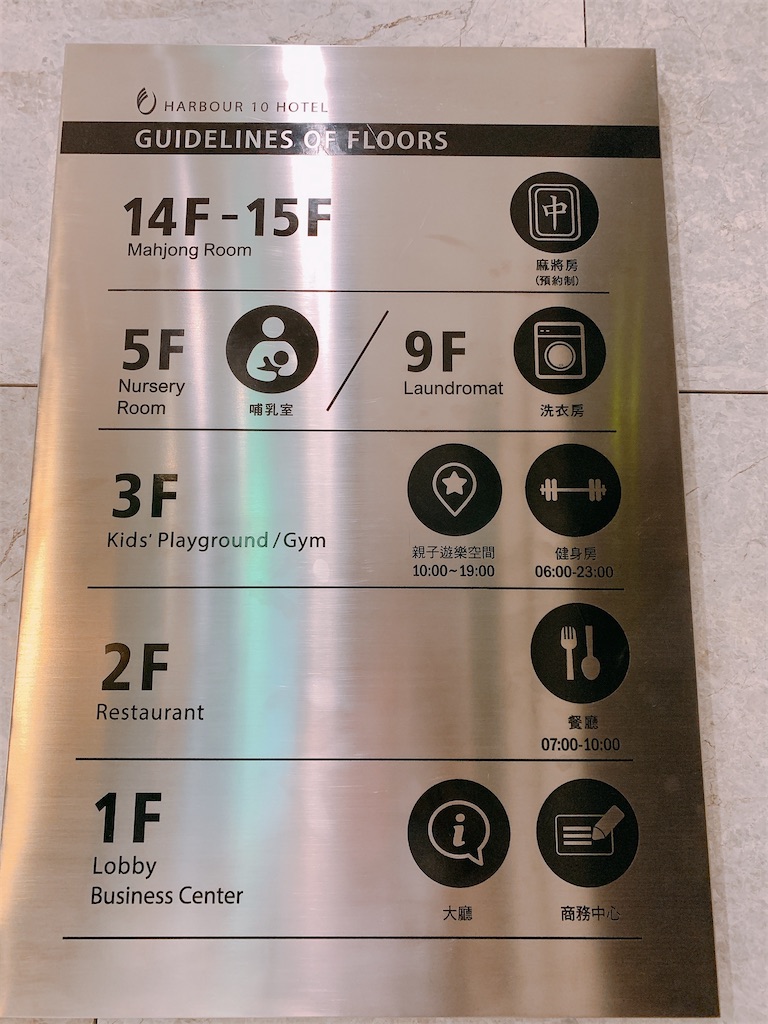 HARBOUR 10 HOTEL
GUIDELINES OF FLOORS
14F-15F
Mahjong Room
中
麻將房
(預約制)
5F
Nursery
Room
哺乳室
9F
Laundromat
洗衣房
3F
Kids' Playground/Gym
親子遊樂空間
10:00~19:00
健身房
06:00-23:00
2F
Restaurant
餐廳
07:00-10:00
1F
Lobby
Business Center
i
大廳
商務中心